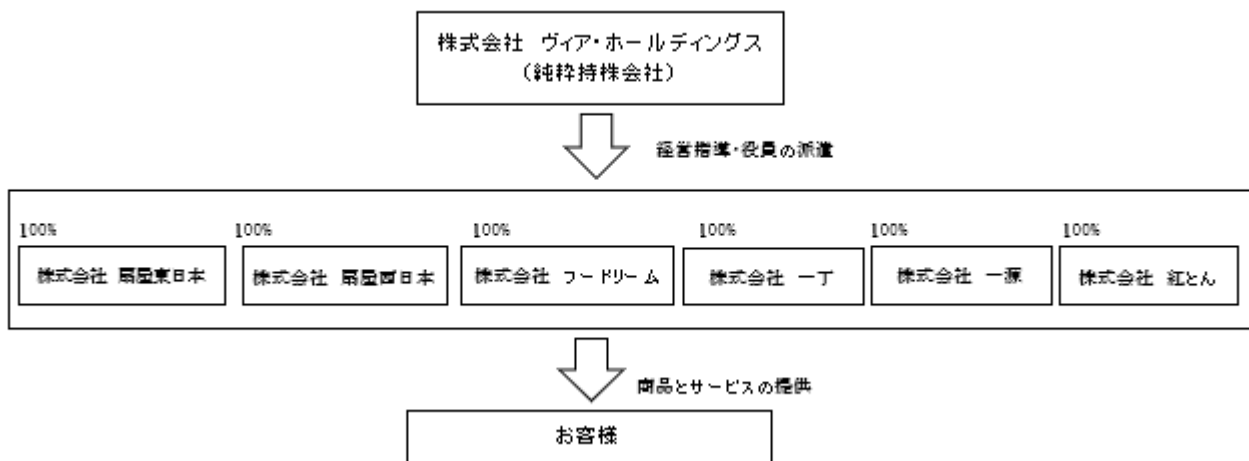 株式会社 ヴィア・ホールディングス
(純粋持株会社)
経営指導・役員の派遣
100% 100% 100% 100% 100% 100%
株式会社 扇屋東日本 株式会社 扇屋西日本 株式会社 フードリーム 株式会社 一丁 株式会社 一源 株式会社 紅とん
商品とサービスの提供
お客様